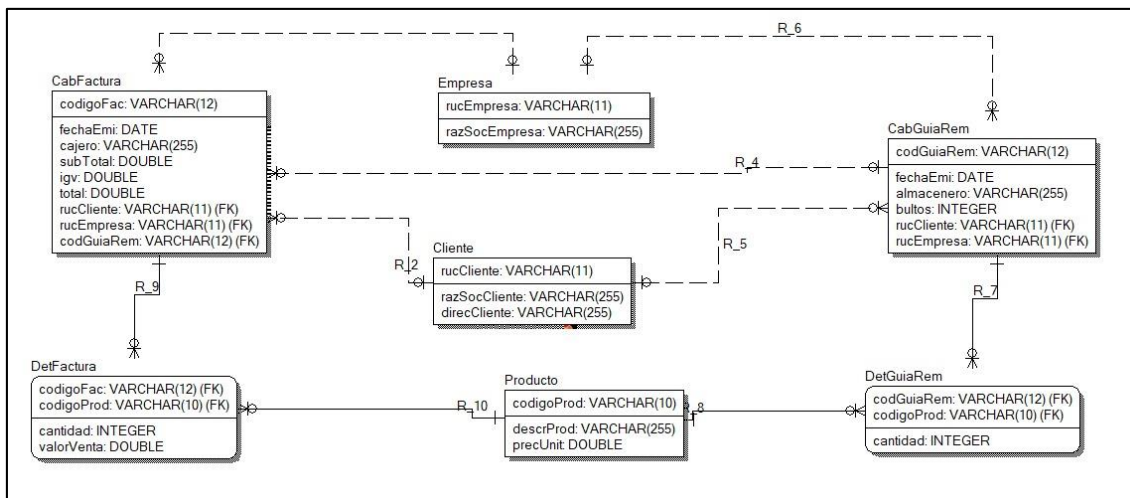 R_6
CabFactura
codigoFac: VARCHAR(12)
fechaEmi: DATE
cajero: VARCHAR(255)
subTotal: DOUBLE
igv: DOUBLE
total: DOUBLE
rucCliente: VARCHAR(11) (FK)
rucEmpresa: VARCHAR(11) (FK)
codGuiaRem: VARCHAR(12) (FK)
Empresa
rucEmpresa: VARCHAR(11)
razSocEmpresa: VARCHAR(255)
CabGuiaRem
codGuiaRem: VARCHAR(12)
fechaEmi: DATE
almacenero: VARCHAR(255)
bultos: INTEGER
rucCliente: VARCHAR(11) (FK)
rucEmpresa: VARCHAR(11) (FK)
R_4
R_5
R_2
Cliente
rucCliente: VARCHAR(11)
razSocCliente: VARCHAR(255)
direcCliente: VARCHAR(255)
R_9
R_7
DetFactura
codigoFac: VARCHAR(12) (FK)
codigoProd: VARCHAR(10) (FK)
cantidad: INTEGER
valorVenta: DOUBLE
R_10
Producto
codigoProd: VARCHAR(10)
descrProd: VARCHAR(255)
precUnit: DOUBLE
R_8
DetGuiaRem
codGuiaRem: VARCHAR(12) (FK)
codigoProd: VARCHAR(10) (FK)
cantidad: INTEGER